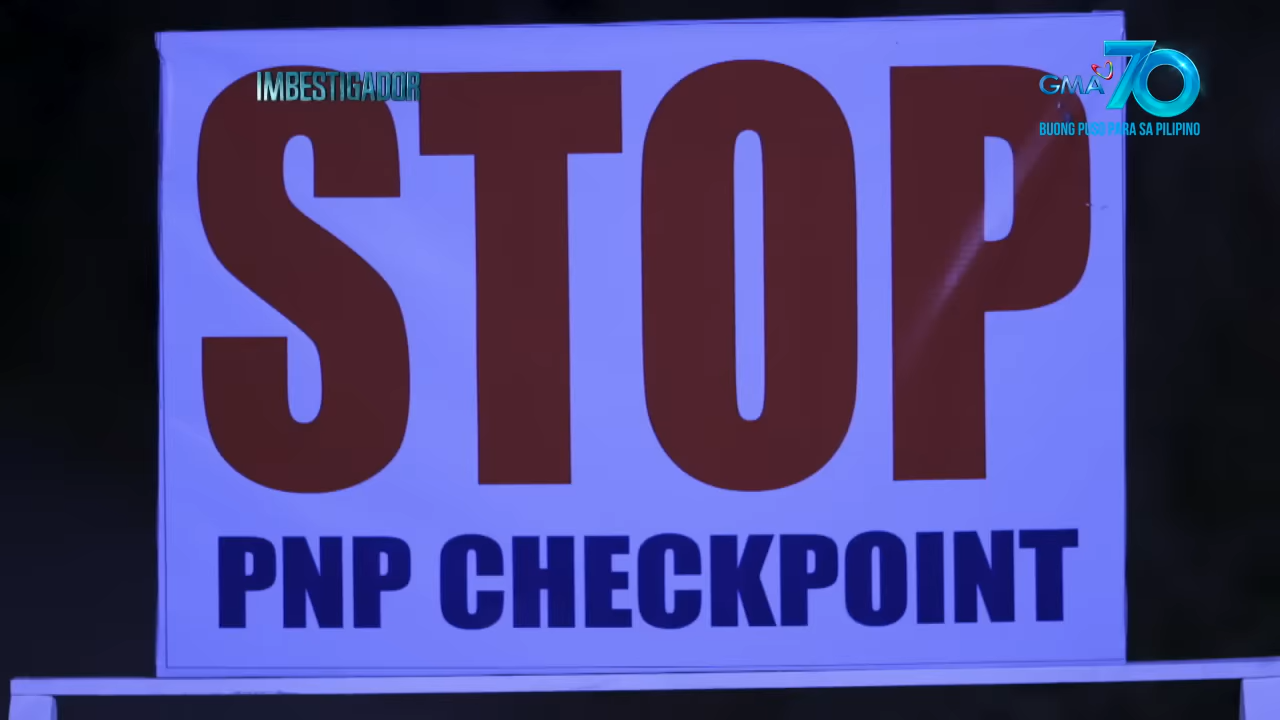 IMBESTIGADOR
GMA 70
BUONG PUSO PARA SA PILIPINO
STOP
PNP CHECKPOINT